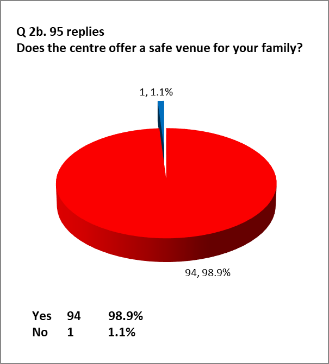 Q 2b. 95 replies
Does the centre offer a safe venue for your family?
1, 1.1%
94, 98.9%
Yes 94 98.9%
No 1 1.1%